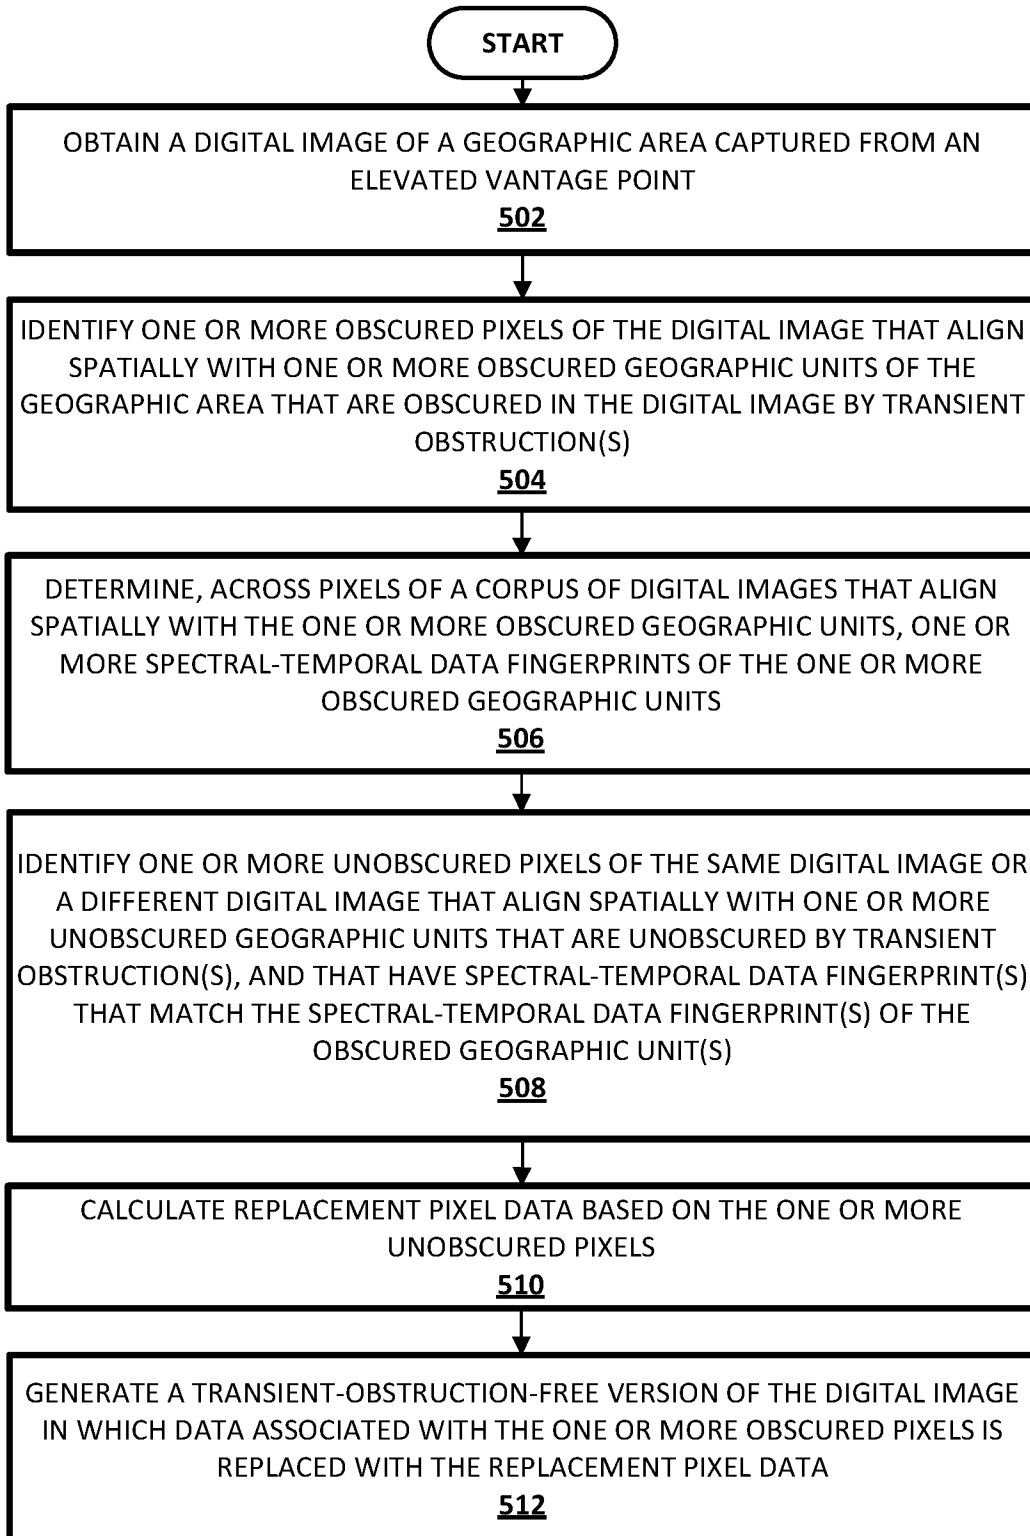 START
OBTAIN A DIGITAL IMAGE OF A GEOGRAPHIC AREA CAPTURED FROM AN
ELEVATED VANTAGE POINT
502
IDENTIFY ONE OR MORE OBSCURED PIXELS OF THE DIGITAL IMAGE THAT ALIGN
SPATIALLY WITH ONE OR MORE OBSCURED GEOGRAPHIC UNITS OF THE
GEOGRAPHIC AREA THAT ARE OBSCURED IN THE DIGITAL IMAGE BY TRANSIENT
OBSTRUCTION(S)
504
DETERMINE, ACROSS PIXELS OF A CORPUS OF DIGITAL IMAGES THAT ALIGN
SPATIALLY WITH THE ONE OR MORE OBSCURED GEOGRAPHIC UNITS, ONE OR
MORE SPECTRAL-TEMPORAL DATA FINGERPRINTS OF THE ONE OR MORE
OBSCURED GEOGRAPHIC UNITS
506
IDENTIFY ONE OR MORE UNOBSCURED PIXELS OF THE SAME DIGITAL IMAGE OR
A DIFFERENT DIGITAL IMAGE THAT ALIGN SPATIALLY WITH ONE OR MORE
UNOBSCURED GEOGRAPHIC UNITS THAT ARE UNOBSCURED BY TRANSIENT
OBSTRUCTION(S), AND THAT HAVE SPECTRAL-TEMPORAL DATA FINGERPRINT(S)
THAT MATCH THE SPECTRAL-TEMPORAL DATA FINGERPRINT(S) OF THE
OBSCURED GEOGRAPHIC UNIT(S)
508
CALCULATE REPLACEMENT PIXEL DATA BASED ON THE ONE OR MORE
UNOBSCURED PIXELS
510
GENERATE A TRANSIENT-OBSTRUCTION-FREE VERSION OF THE DIGITAL IMAGE
IN WHICH DATA ASSOCIATED WITH THE ONE OR MORE OBSCURED PIXELS IS
REPLACED WITH THE REPLACEMENT PIXEL DATA
512